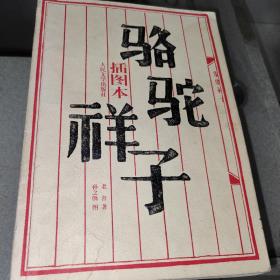 骆驼
祥子
插图本
人民文学出版社
老舍 著
孙之儁 图